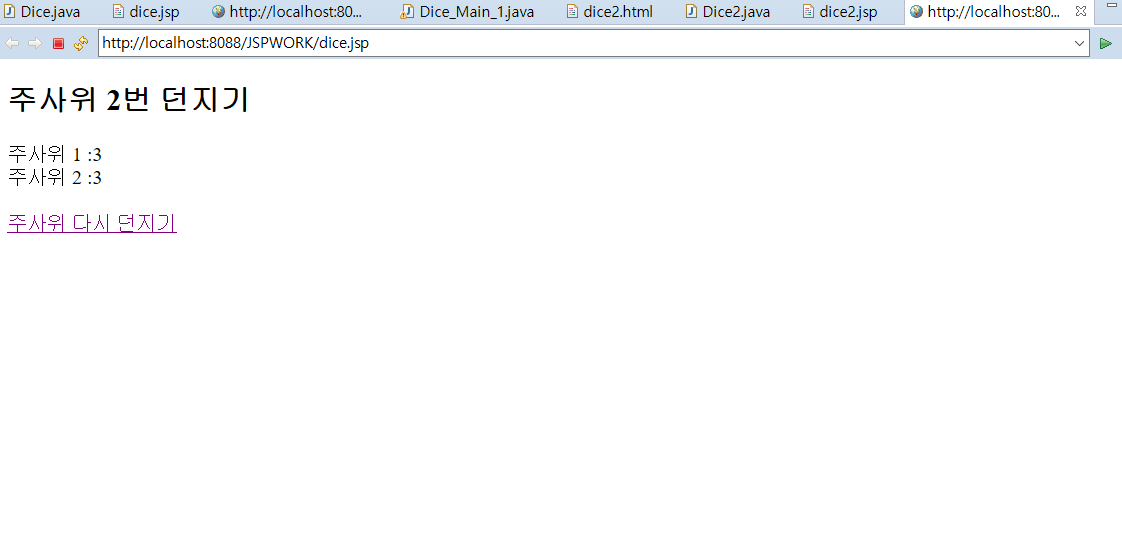 Dice.java dice.jsp http://localhost:80... Dice_Main_1.java dice2.html Dice2.java dice2.jsp http://localhost:80...
http://localhost:8088/JSPWORK/dice.jsp
주사위 2번 던지기
주사위 1 :3
주사위 2 :3
주사위 다시 던지기